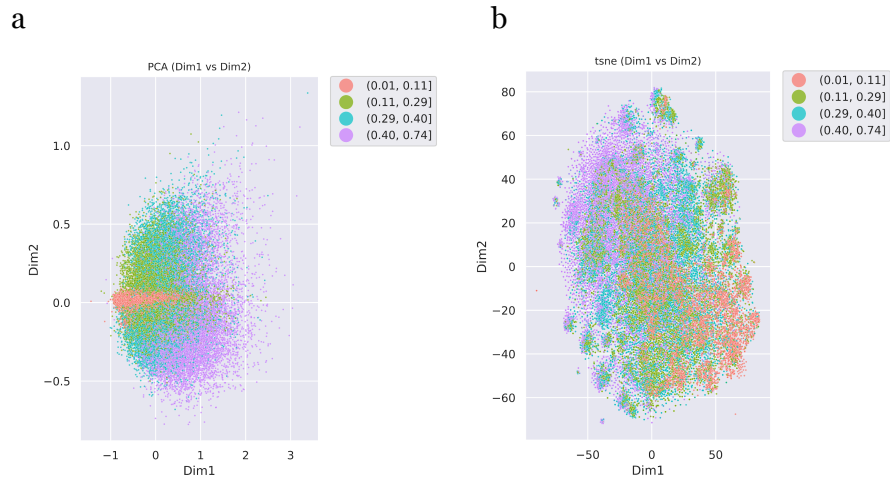 a
PCA (Dim1 vs Dim2)
(0.01, 0.11]
(0.11, 0.29]
(0.29, 0.40]
(0.40, 0.74]
1.0
0.5
0.0
−0.5
Dim2
−1 0 1 2 3
Dim1
b
tsne (Dim1 vs Dim2)
(0.01, 0.11]
(0.11, 0.29]
(0.29, 0.40]
(0.40, 0.74]
80
60
40
20
0
−20
−40
−60
Dim2
−50 0 50
Dim1